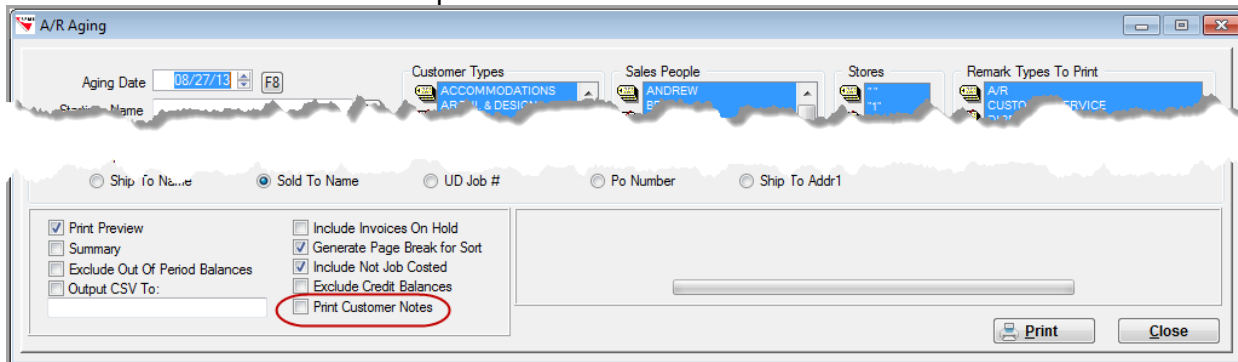 A/R Aging
Aging Date 08/27/13 F8
Customer Types
ACCOMMODATIONS
Sales People
ANDREW
Stores
""
"1"
Remark Types To Print
A/R
Name
Ship To Name Sold To Name UD Job # Po Number Ship To Addr1
Print Preview
Summary
Exclude Out Of Period Balances
Output CSV To:
Include Invoices On Hold
Generate Page Break for Sort
Include Not Job Costed
Exclude Credit Balances
Print Customer Notes
Print Close